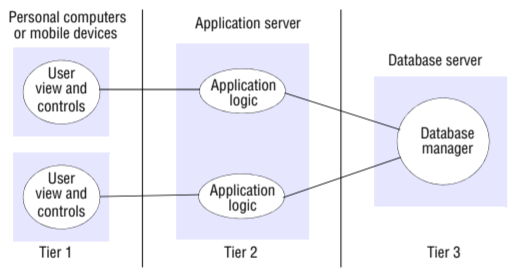 Personal computers
or mobile devices
Application server
Database server
User
view and
controls
Application
logic
Database
manager
User
view and
controls
Application
logic
Tier 1
Tier 2
Tier 3